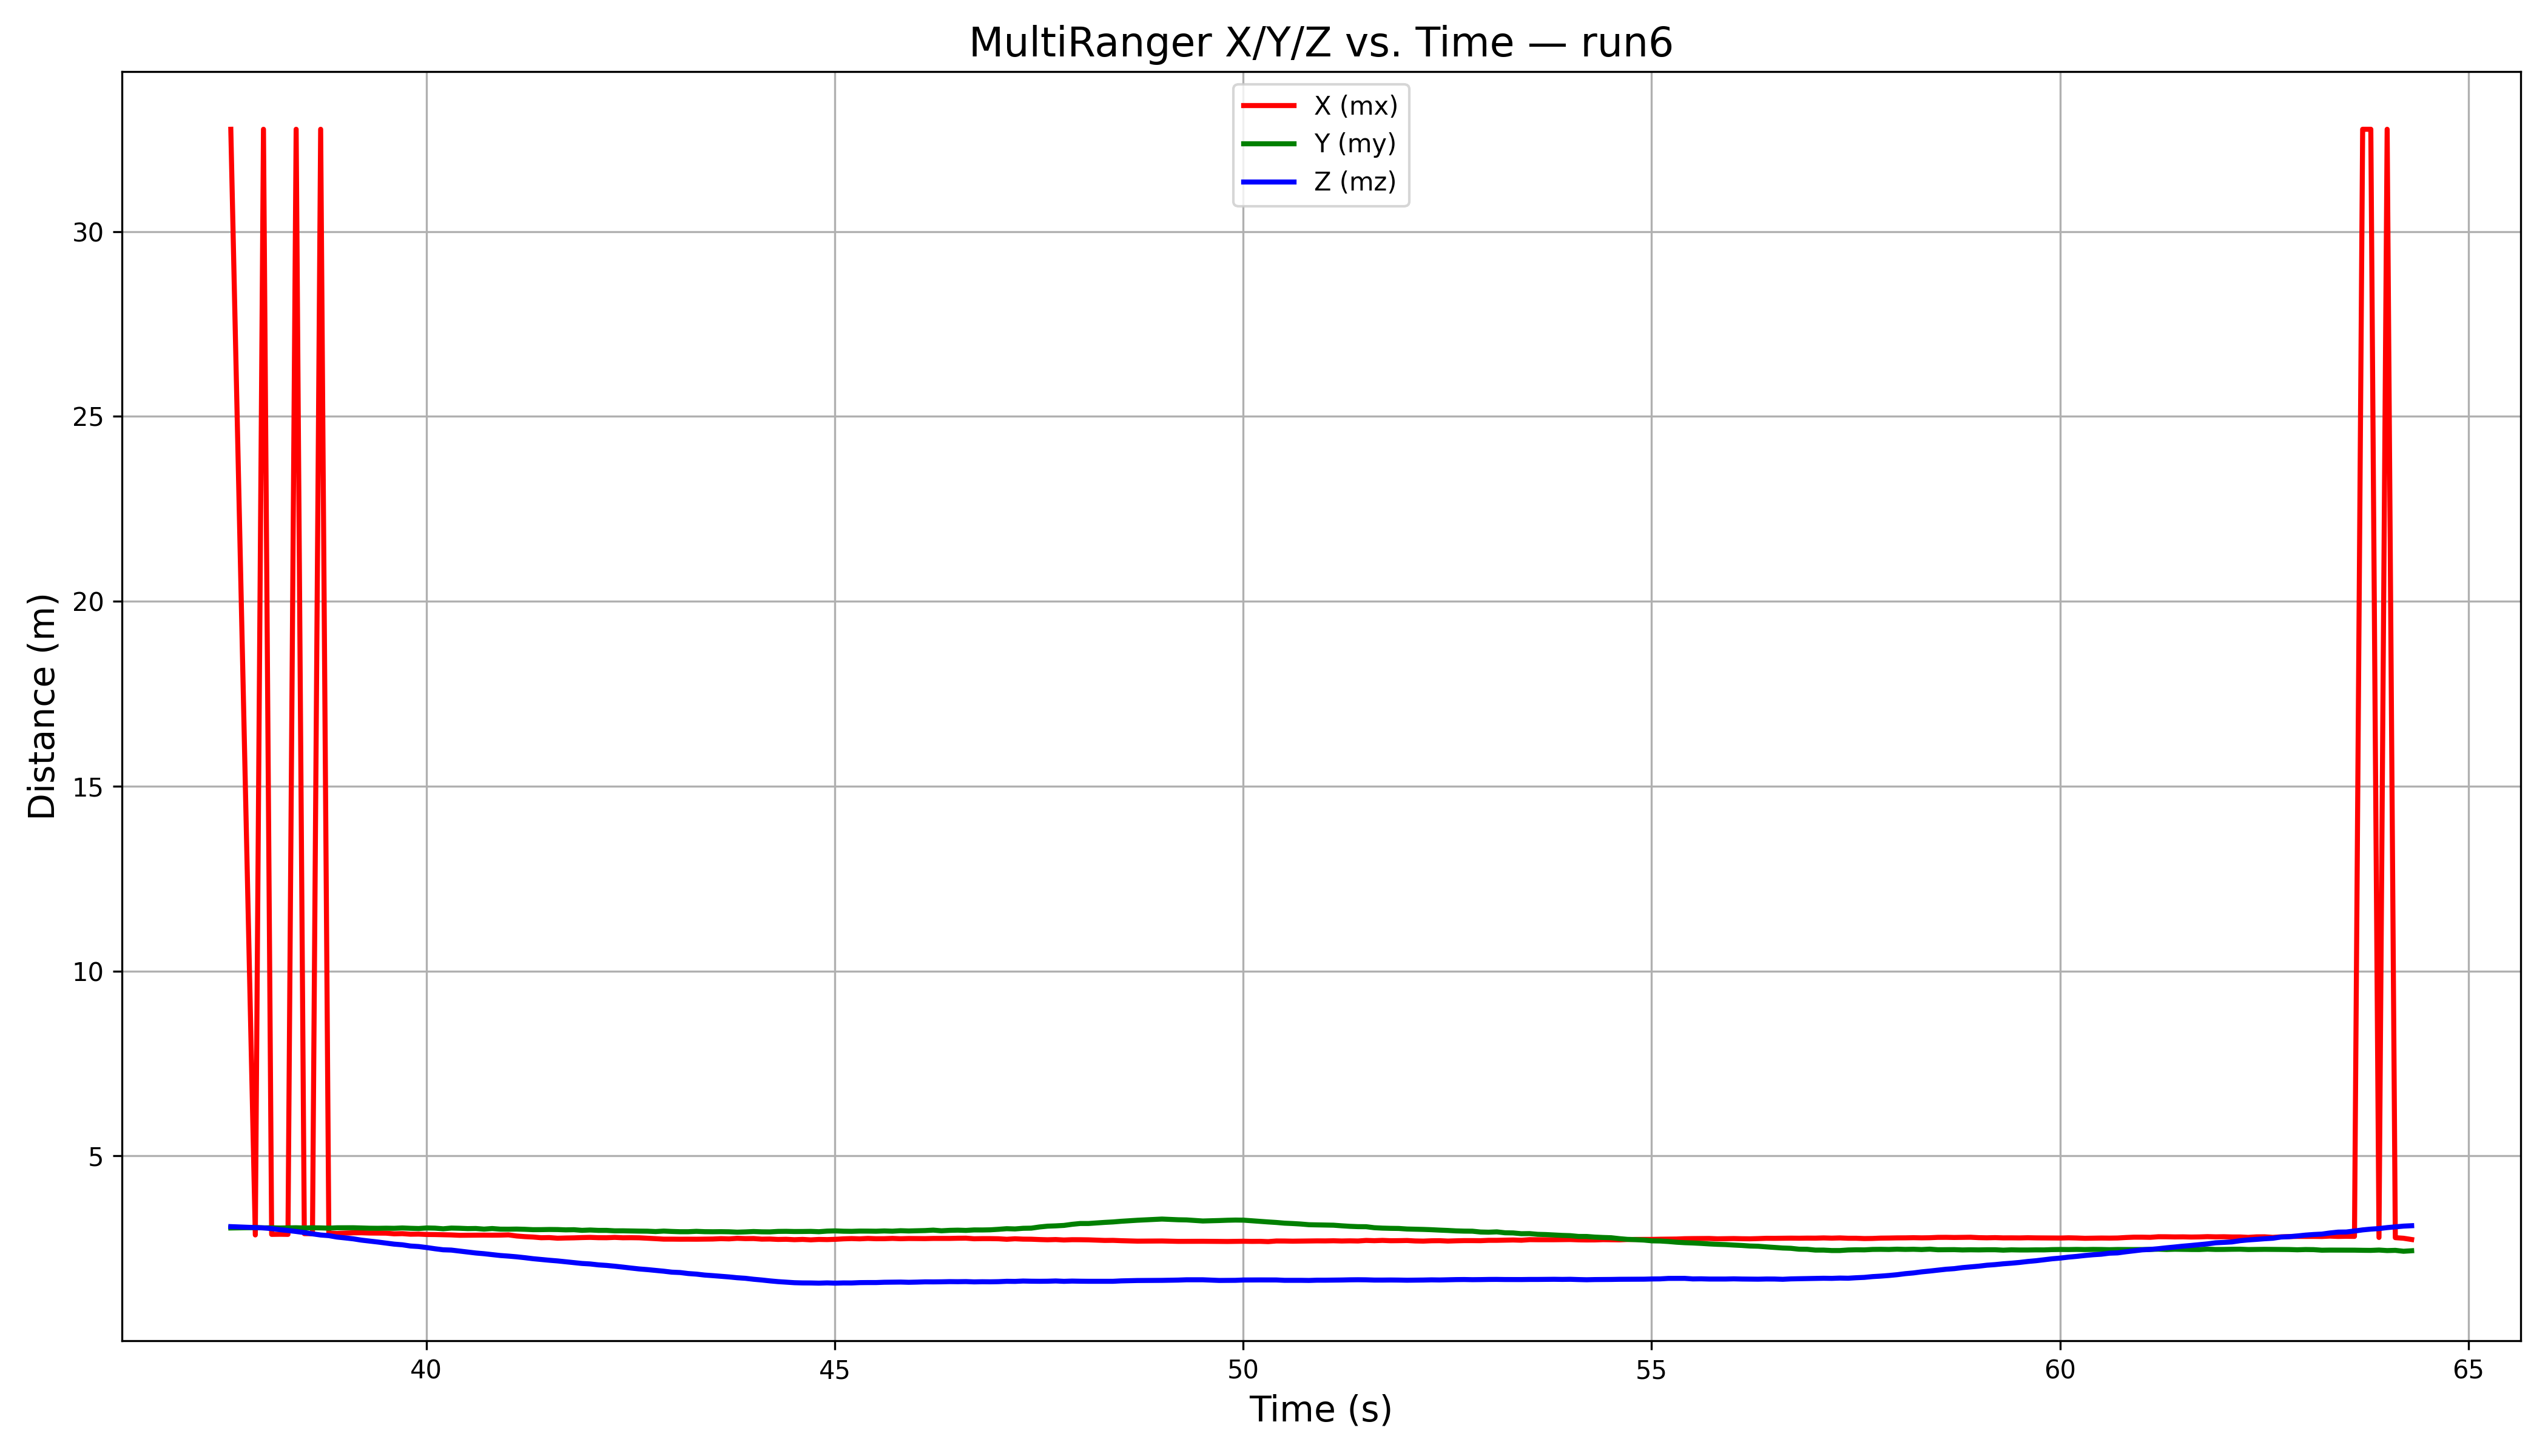 MultiRanger X/Y/Z vs. Time — run6
X (mx)
Y (my)
Z (mz)
Distance (m)
30
25
20
15
10
5
40
45
50
55
60
65
Time (s)